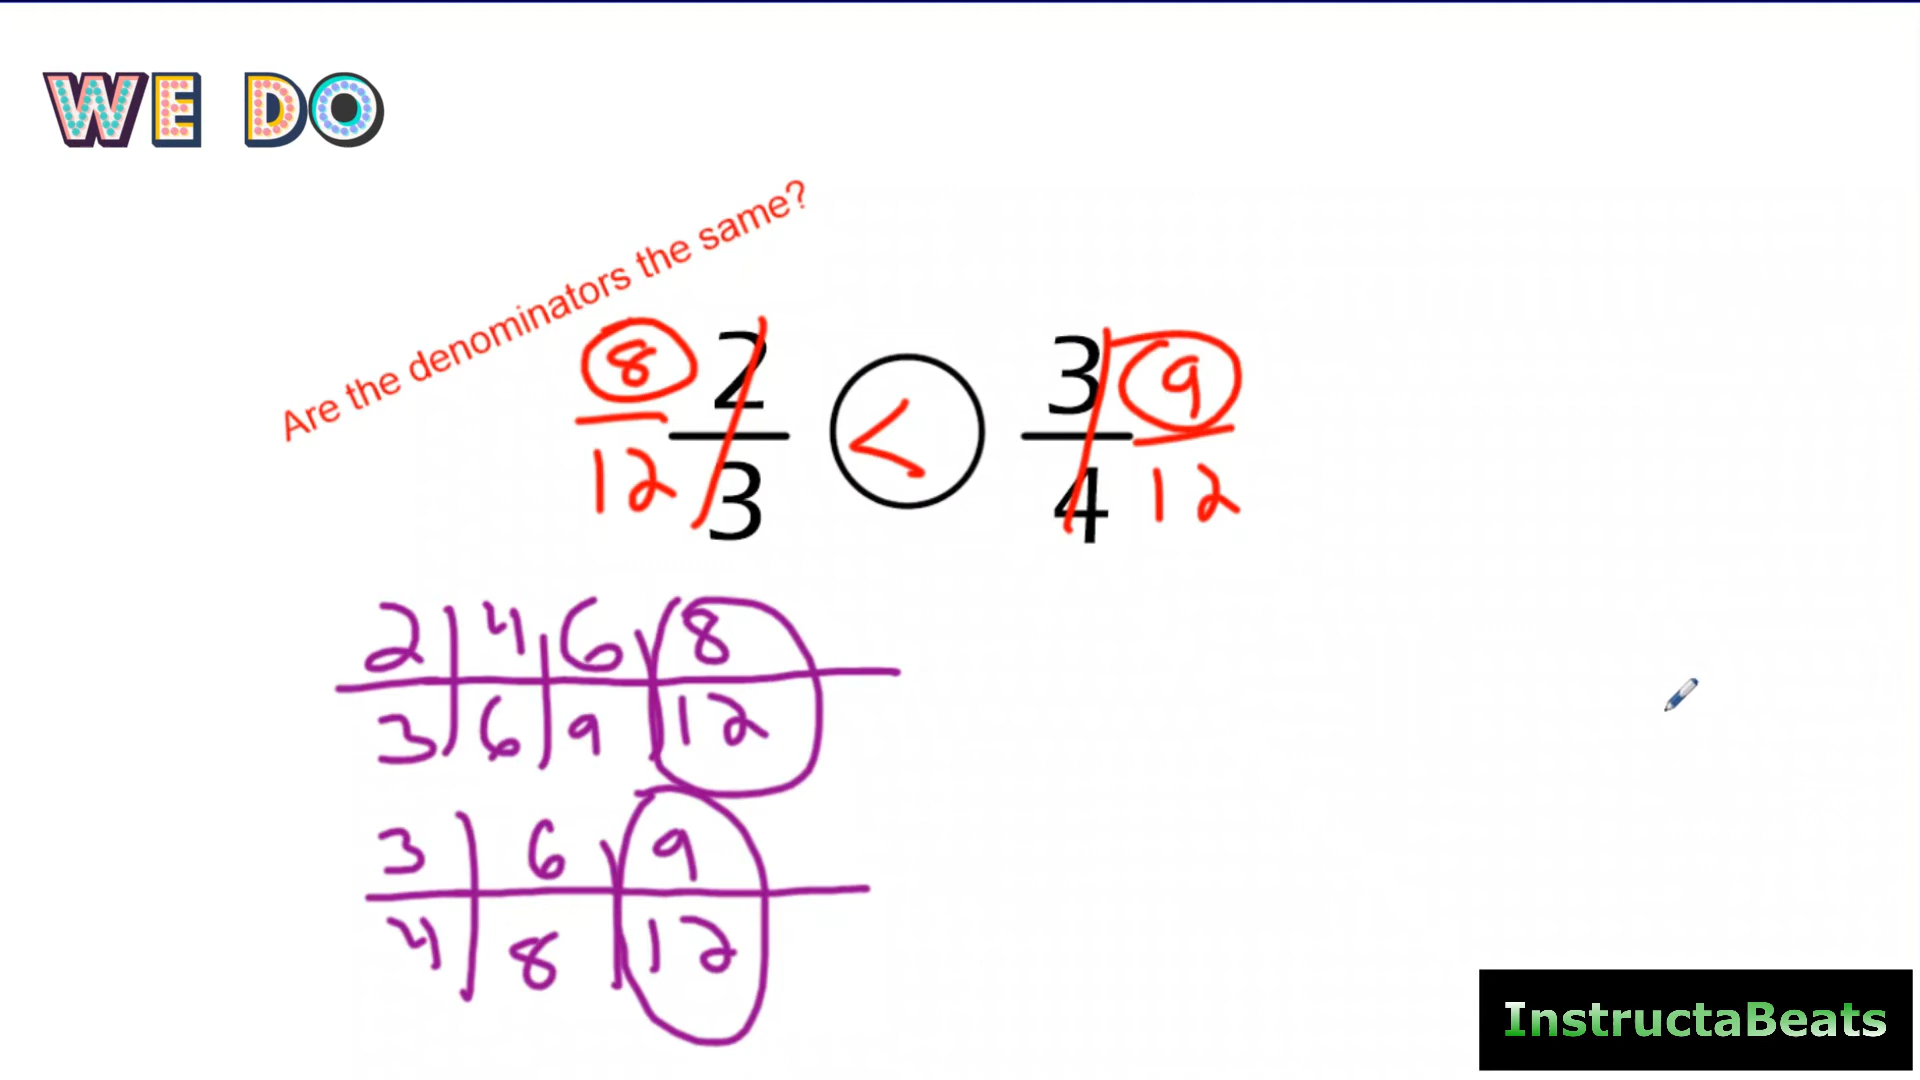 WE DO
Are the denominators the same?
8 2 3 9
<
12 3 4 12
2 4 6 8
3 6 9 12
3 6 9
4 8 12
InstructaBeats